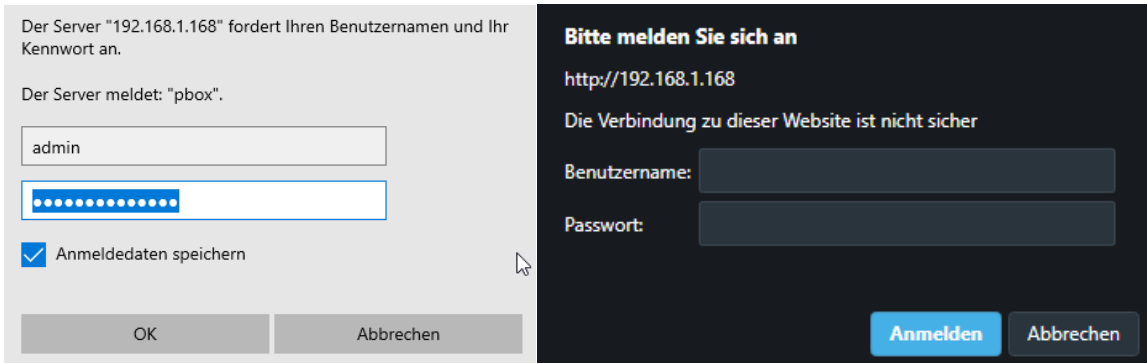 Der Server "192.168.1.168" fordert Ihren Benutzernamen und Ihr
Kennwort an.
Der Server meldet: "pbox".
admin
●●●●●●●●●●●●●●
Anmeldedaten speichern
OK
Abbrechen
Bitte melden Sie sich an
http://192.168.1.168
Die Verbindung zu dieser Website ist nicht sicher
Benutzername:
Passwort:
Anmelden
Abbrechen